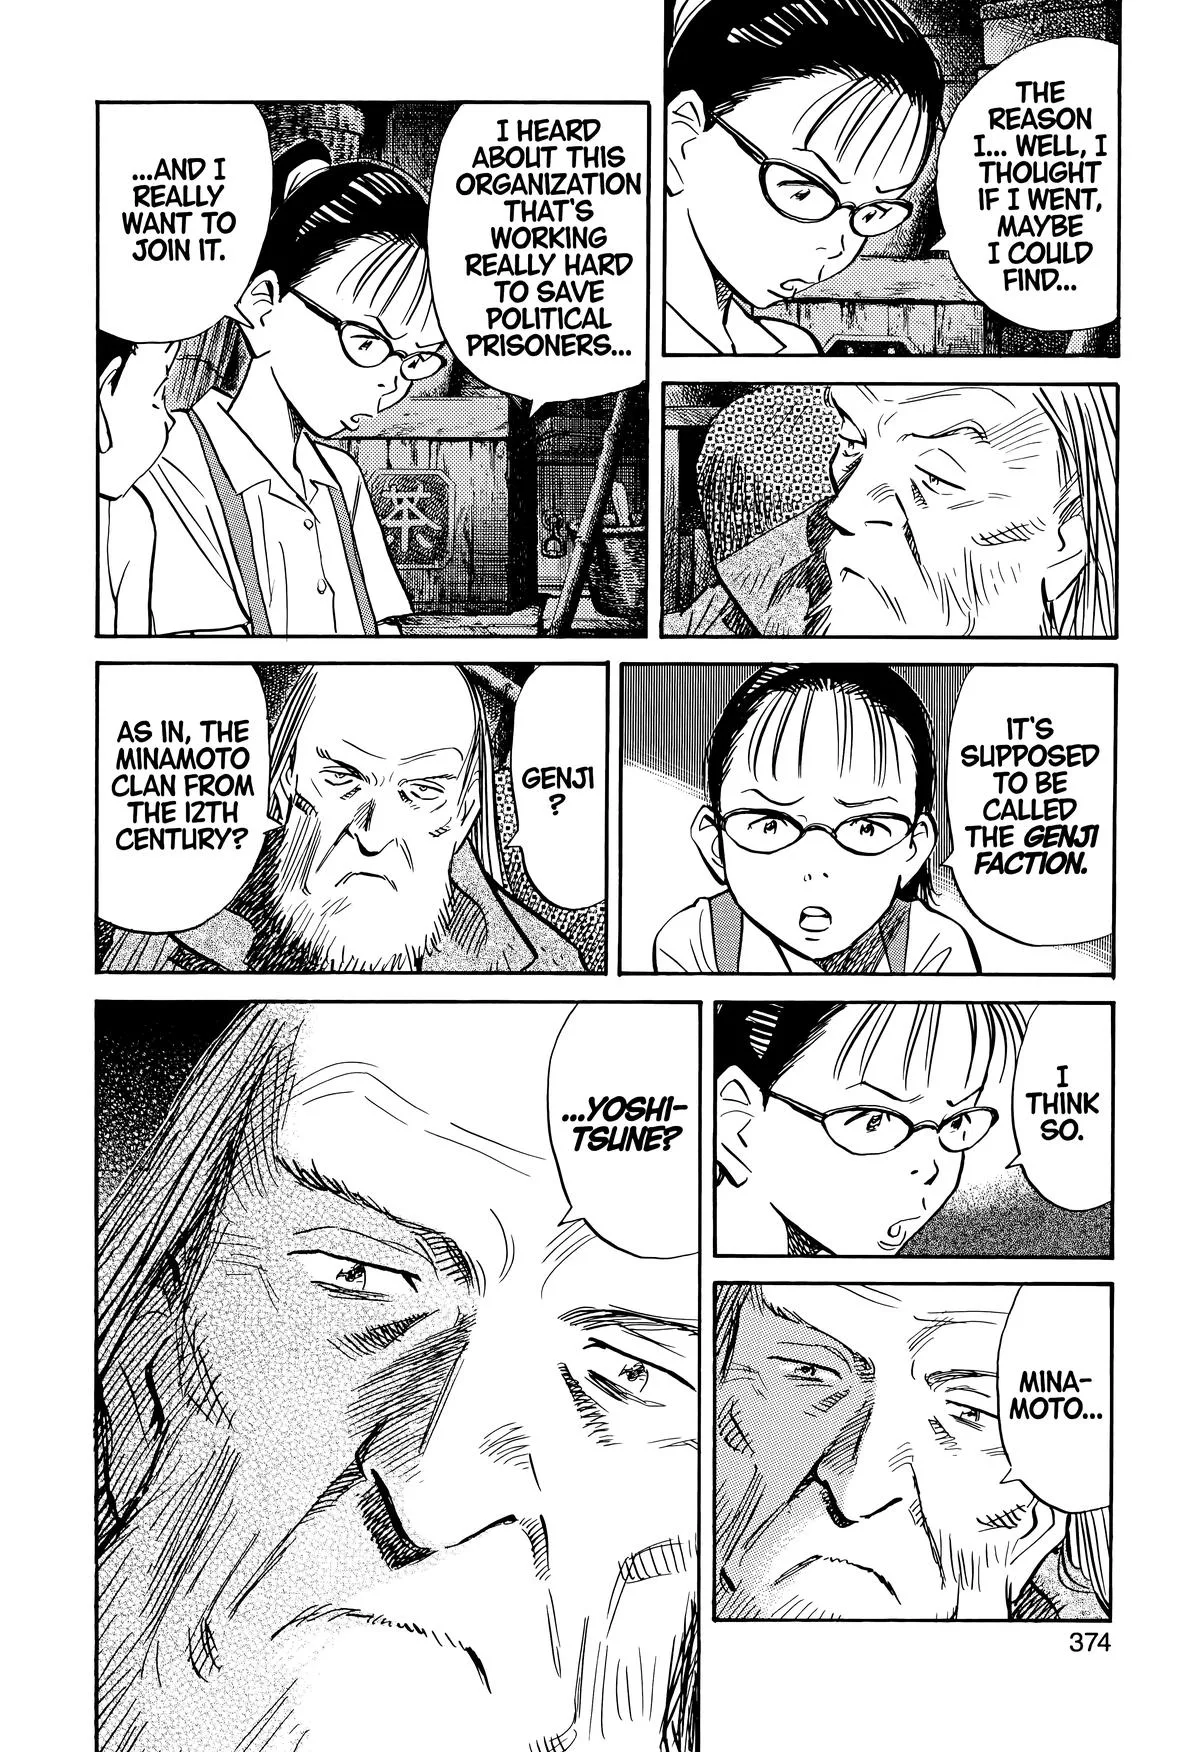 THE
REASON
I... WELL, I
THOUGHT
IF I WENT,
MAYBE
I COULD
FIND...
I HEARD
ABOUT THIS
ORGANIZATION
THAT'S
WORKING
REALLY HARD
TO SAVE
POLITICAL
PRISONERS...
...AND I
REALLY
WANT TO
JOIN IT.
茶
IT'S
SUPPOSED
TO BE
CALLED
THE GENJI
FACTION.
GENJI
?
AS IN, THE
MINAMOTO
CLAN FROM
THE 12TH
CENTURY?
I
THINK
SO.
MINA-
MOTO...
...YOSHI-
TSUNE?
374